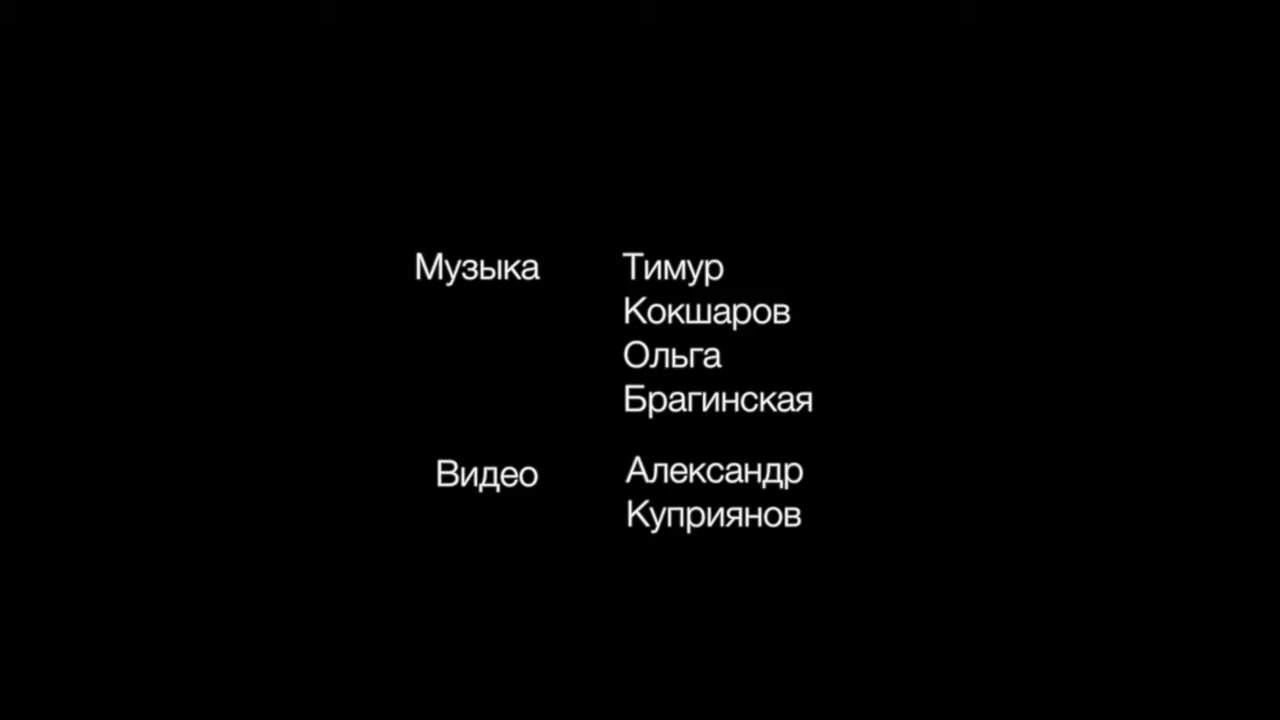 Музыка Тимур
Кокшаров
Ольга
Брагинская
Видео Александр
Куприянов